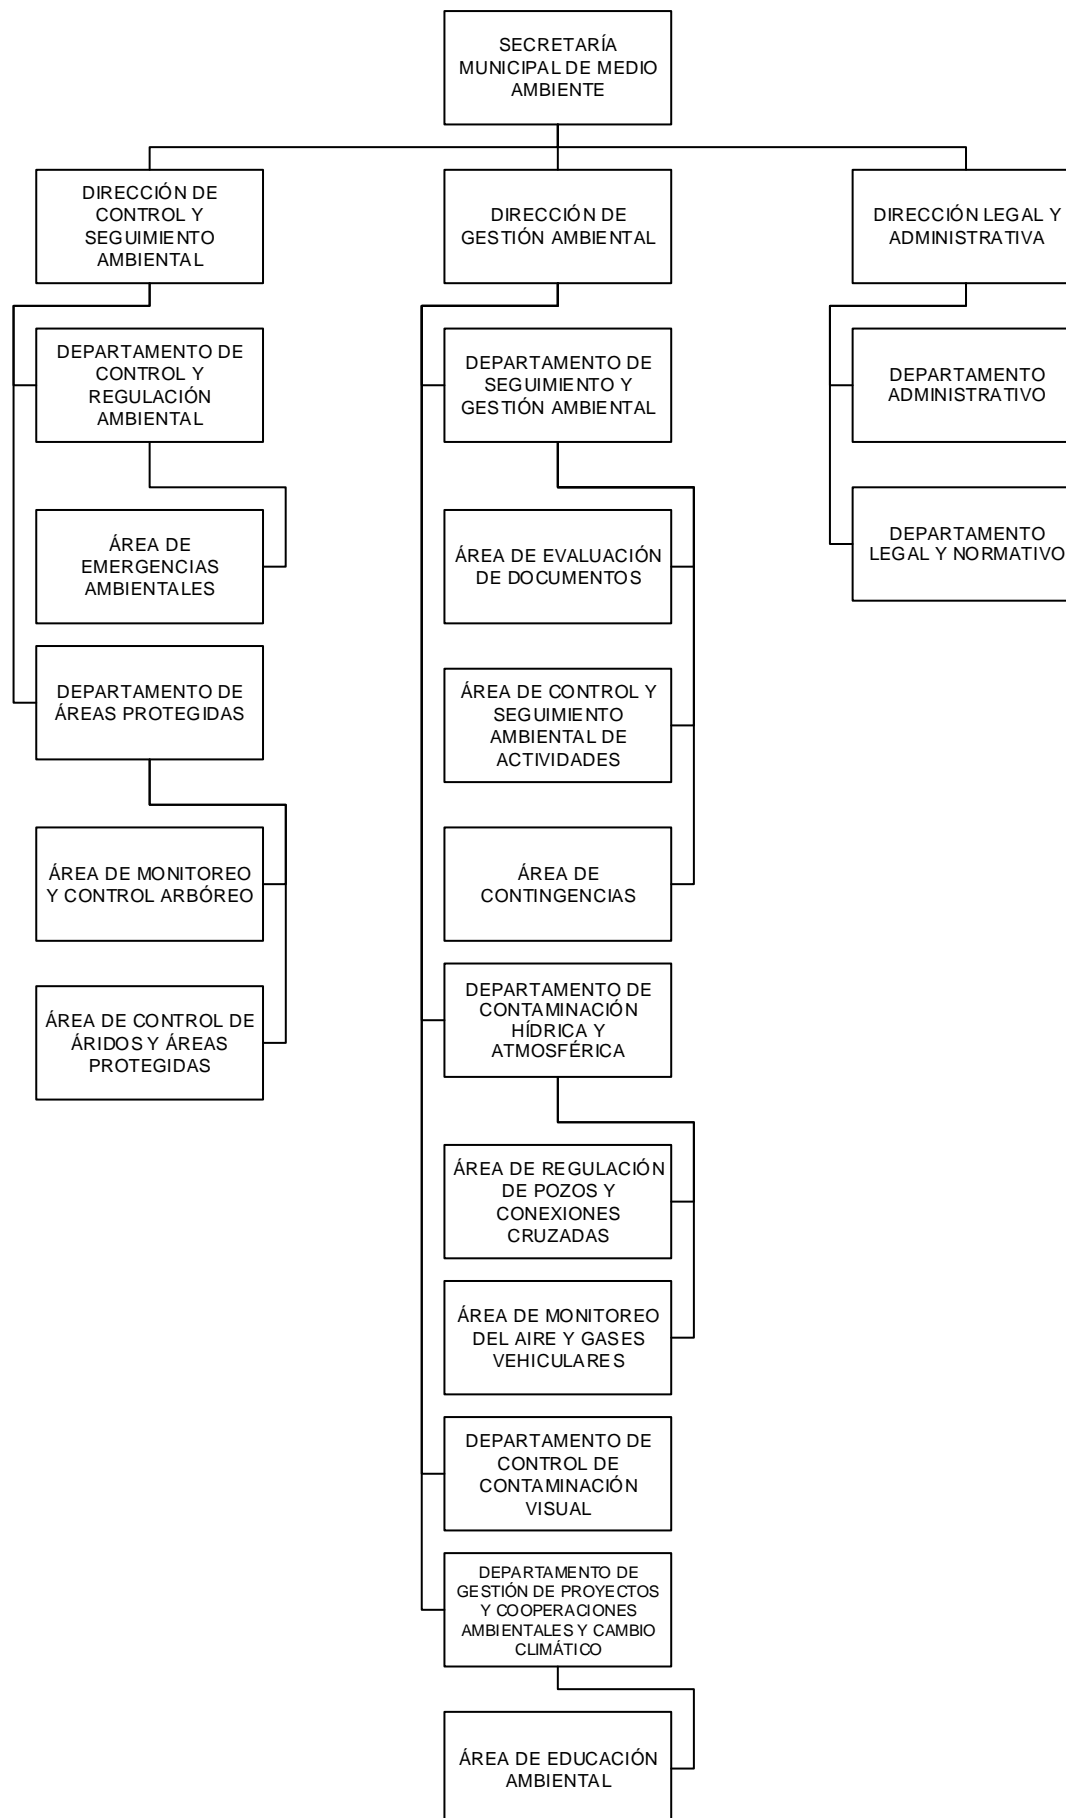 SECRETARÍA
MUNICIPAL DE MEDIO
AMBIENTE
DIRECCIÓN DE
CONTROL Y
SEGUIMIENTO
AMBIENTAL
DIRECCIÓN DE
GESTIÓN AMBIENTAL
DIRECCIÓN LEGAL Y
ADMINISTRATIVA
DEPARTAMENTO DE
CONTROL Y
REGULACIÓN
AMBIENTAL
DEPARTAMENTO DE
SEGUIMIENTO Y
GESTIÓN AMBIENTAL
DEPARTAMENTO
ADMINISTRATIVO
ÁREA DE
EMERGENCIAS
AMBIENTALES
ÁREA DE EVALUACIÓN
DE DOCUMENTOS
DEPARTAMENTO
LEGAL Y NORMATIVO
DEPARTAMENTO DE
ÁREAS PROTEGIDAS
ÁREA DE CONTROL Y
SEGUIMIENTO
AMBIENTAL DE
ACTIVIDADES
ÁREA DE MONITOREO
Y CONTROL ARBÓREO
ÁREA DE
CONTINGENCIAS
ÁREA DE CONTROL DE
ÁRIDOS Y ÁREAS
PROTEGIDAS
DEPARTAMENTO DE
CONTAMINACIÓN
HÍDRICA Y
ATMOSFÉRICA
ÁREA DE REGULACIÓN
DE POZOS Y
CONEXIONES
CRUZADAS
ÁREA DE MONITOREO
DEL AIRE Y GASES
VEHICULARES
DEPARTAMENTO DE
CONTROL DE
CONTAMINACIÓN
VISUAL
DEPARTAMENTO DE
GESTIÓN DE PROYECTOS
Y COOPERACIONES
AMBIENTALES Y CAMBIO
CLIMÁTICO
ÁREA DE EDUCACIÓN
AMBIENTAL